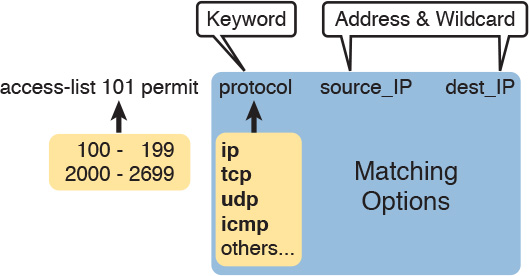 Keyword
Address & Wildcard
access-list 101 permit protocol source_IP dest_IP
100 - 199
2000 - 2699
ip
tcp
udp
icmp
others...
Matching
Options